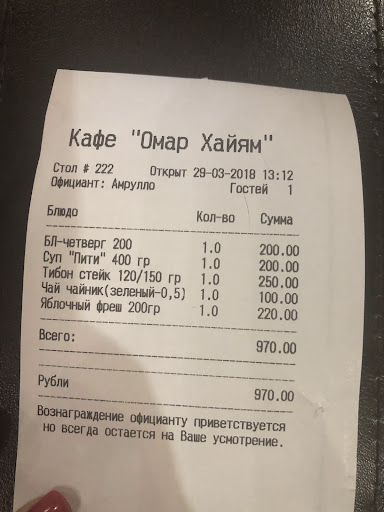 Кафе "Омар Хайям"
Стол # 222 Открыт 29-03-2018 13:12
Официант: Амрулло Гостей 1
Блюдо Кол-во Сумма
БЛ-четверг 200 1.0 200.00
Суп "Пити" 400 гр 1.0 200.00
Тибон стейк 120/150 гр 1.0 250.00
Чай чайник(зеленый-0,5) 1.0 100.00
Яблочный фреш 200гр 1.0 220.00
Всего: 970.00
Рубли 970.00
Вознаграждение официанту приветствуется
но всегда остается на Ваше усмотрение.